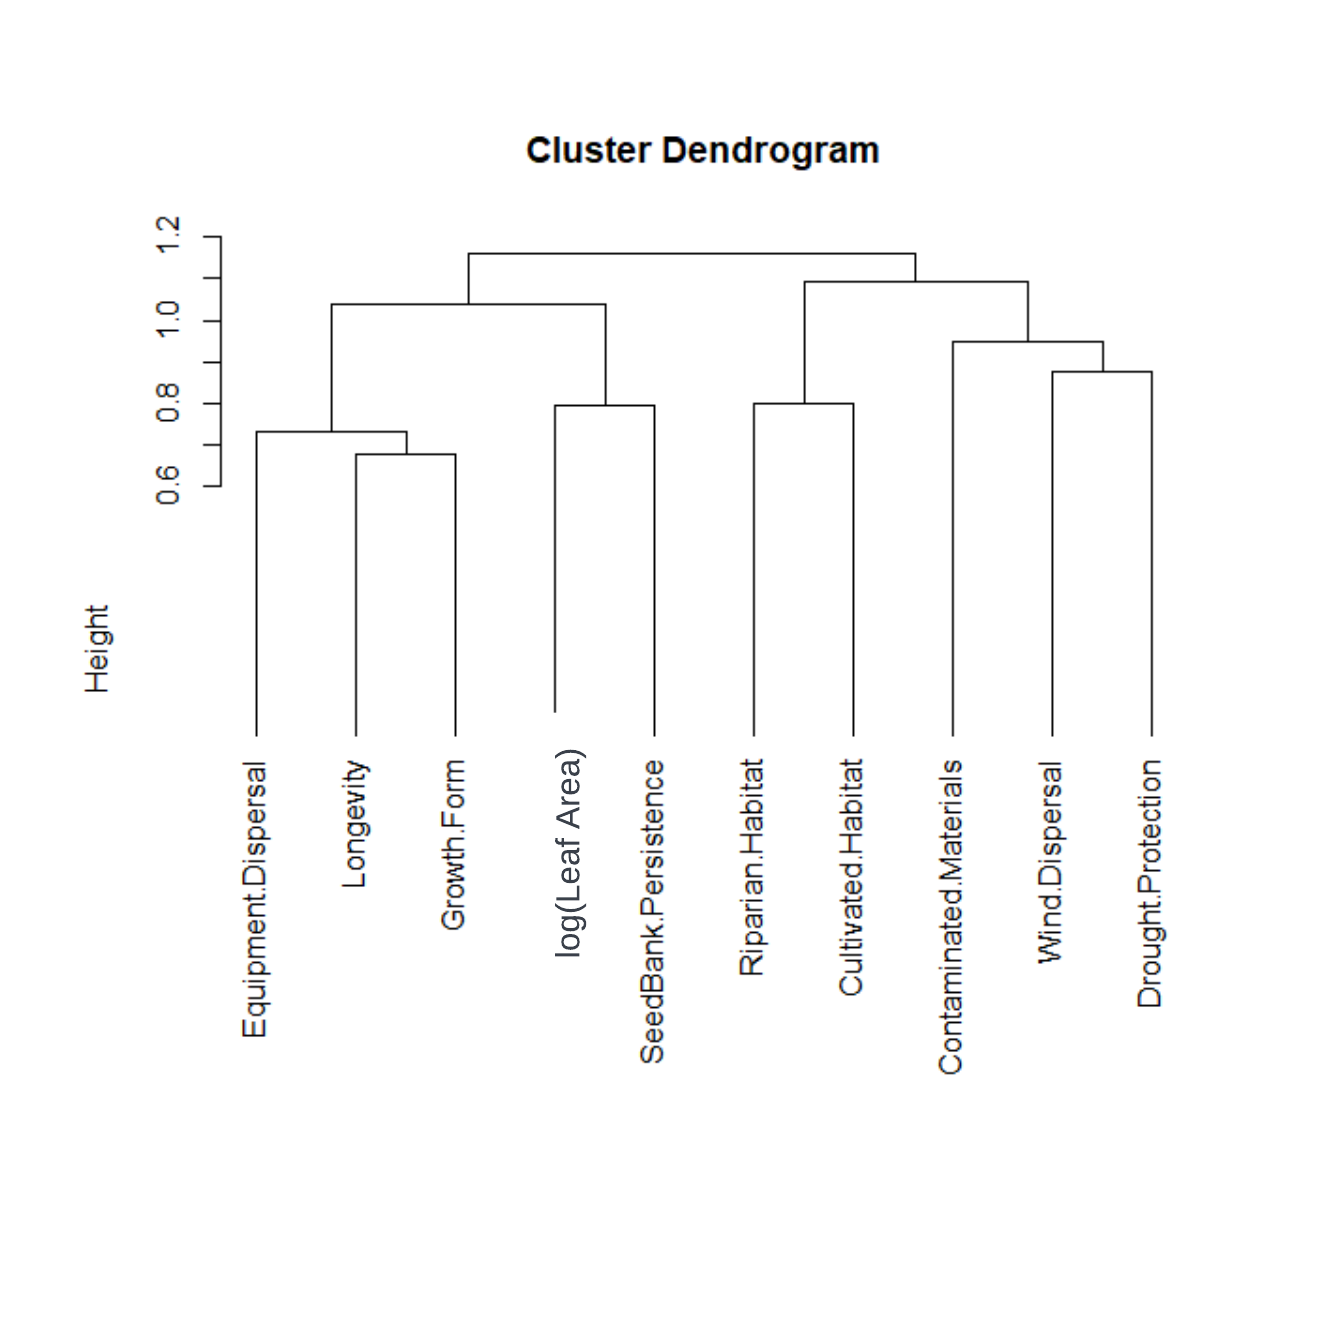 Cluster Dendrogram
1.2
1.0
0.8
0.6
Height
Equipment.Dispersal
Longevity
Growth.Form
log(Leaf Area)
SeedBank.Persistence
Riparian.Habitat
Cultivated.Habitat
Contaminated.Materials
Wind.Dispersal
Drought.Protection